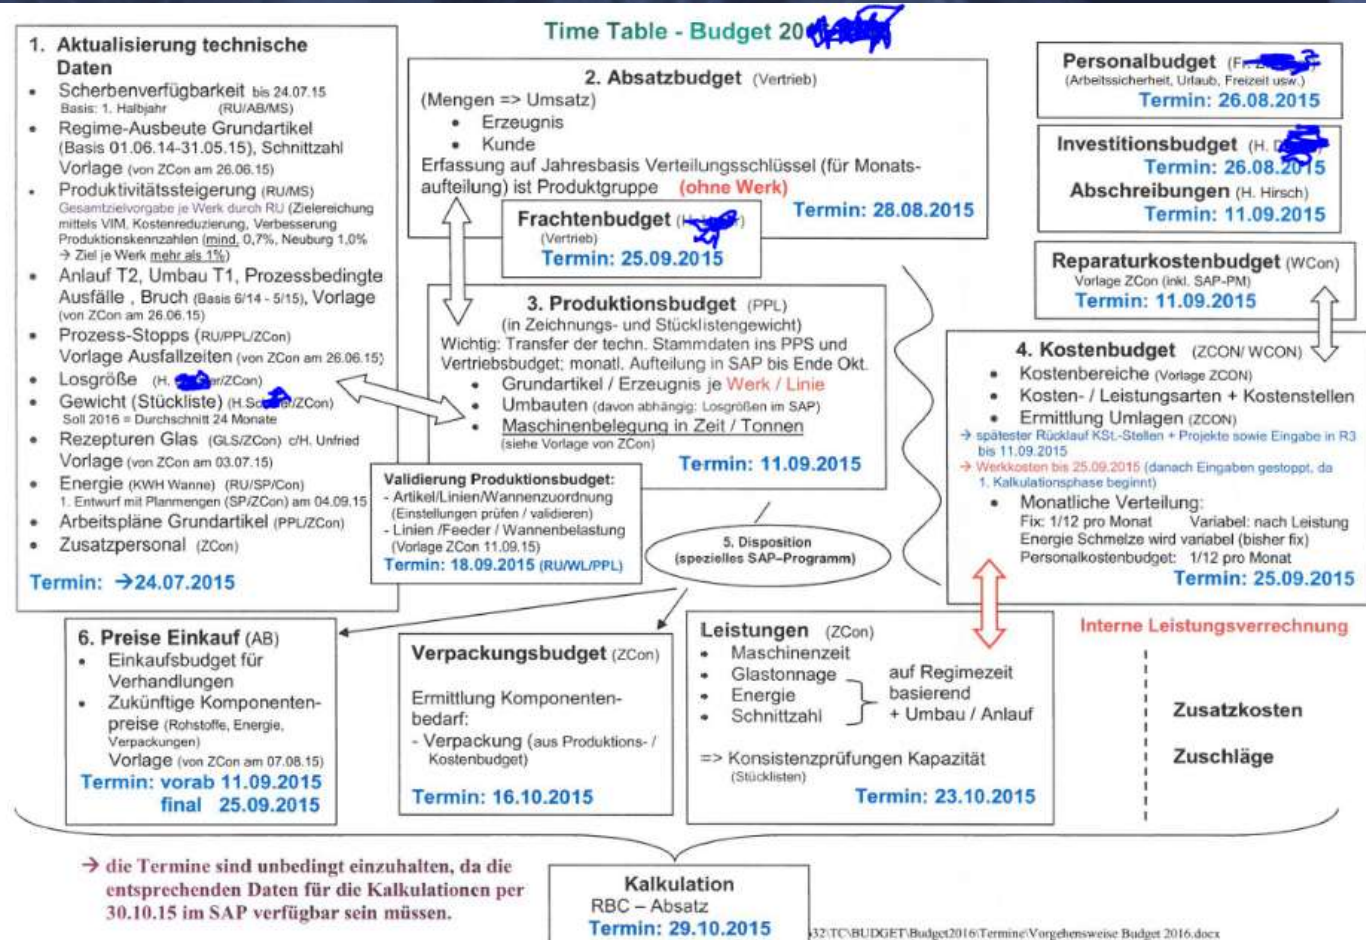 Time Table - Budget 20
1. Aktualisierung technische
Daten
• Scherbenverfügbarkeit bis 24.07.15
Basis: 1. Halbjahr (RU/AB/MS)
• Regime-Ausbeute Grundartikel
(Basis 01.06.14-31.05.15), Schnittzahl
Vorlage (von ZCon am 26.06.15)
• Produktivitätssteigerung (RU/MS)
Gesamtzielvorgabe je Werk durch RU (Zielereichung
mittels VIM, Kostenreduzierung, Verbesserung
Produktionskennzahlen (mind. 0,7%, Neuburg 1,0%
→ Ziel je Werk mehr als 1%)
• Anlauf T2, Umbau T1, Prozessbedingte
Ausfälle , Bruch (Basis 6/14 - 5/15), Vorlage
(von ZCon am 26.06.15)
• Prozess-Stopps (RU/PPL/ZCon)
Vorlage Ausfallzeiten (von ZCon am 26.06.15)
• Losgröße (H. er/ZCon)
• Gewicht (Stückliste) (H.Sc /ZCon)
Soll 2016 = Durchschnitt 24 Monate
• Rezepturen Glas (GLS/ZCon) c/H. Unfried
Vorlage (von ZCon am 03.07.15)
• Energie (KWH Wanne) (RU/SP/Con)
1. Entwurf mit Planmengen (SP/ZCon) am 04.09.15
• Arbeitspläne Grundartikel (PPL/ZCon)
• Zusatzpersonal (ZCon)
Termin: →24.07.2015
2. Absatzbudget (Vertrieb)
(Mengen => Umsatz)
• Erzeugnis
• Kunde
Erfassung auf Jahresbasis Verteilungsschlüssel (für Monats-
aufteilung) ist Produktgruppe (ohne Werk)
Termin: 28.08.2015
Frachtenbudget (
(Vertrieb)
Termin: 25.09.2015
3. Produktionsbudget (PPL)
(in Zeichnungs- und Stücklistengewicht)
Wichtig: Transfer der techn. Stammdaten ins PPS und
Vertriebsbudget; monatl. Aufteilung in SAP bis Ende Okt.
• Grundartikel / Erzeugnis je Werk / Linie
• Umbauten (davon abhängig: Losgrößen im SAP)
• Maschinenbelegung in Zeit / Tonnen
(siehe Vorlage von ZCon)
Termin: 11.09.2015
Validierung Produktionsbudget:
- Artikel/Linien/Wannenzuordnung
(Einstellungen prüfen / validieren)
- Linien /Feeder / Wannenbelastung
(Vorlage ZCon 11.09.15)
Termin: 18.09.2015 (RU/WL/PPL)
5. Disposition
(spezielles SAP–Programm)
Personalbudget (F
(Arbeitssicherheit, Urlaub, Freizeit usw.)
Termin: 26.08.2015
Investitionsbudget (H.
Termin: 26.08.2015
Abschreibungen (H. Hirsch)
Termin: 11.09.2015
Reparaturkostenbudget (WCon)
Vorlage ZCon (inkl. SAP-PM)
Termin: 11.09.2015
4. Kostenbudget (ZCON/ WCON)
• Kostenbereiche (Vorlage ZCON)
• Kosten- / Leistungsarten + Kostenstellen
• Ermittlung Umlagen (ZCON)
→ spätester Rücklauf KSt.-Stellen + Projekte sowie Eingabe in R3
bis 11.09.2015
→ Werkkosten bis 25.09.2015 (danach Eingaben gestoppt, da
1. Kalkulationsphase beginnt)
• Monatliche Verteilung:
Fix: 1/12 pro Monat Variabel: nach Leistung
Energie Schmelze wird variabel (bisher fix)
Personalkostenbudget: 1/12 pro Monat
Termin: 25.09.2015
6. Preise Einkauf (AB)
• Einkaufsbudget für
Verhandlungen
• Zukünftige Komponenten-
preise (Rohstoffe, Energie,
Verpackungen)
Vorlage (von ZCon am 07.08.15)
Termin: vorab 11.09.2015
final 25.09.2015
Verpackungsbudget (ZCon)
Ermittlung Komponenten-
bedarf:
- Verpackung (aus Produktions- /
Kostenbudget)
Termin: 16.10.2015
Leistungen (ZCon)
• Maschinenzeit
• Glastonnage
• Energie
• Schnittzahl
auf Regimezeit
basierend
+ Umbau / Anlauf
=> Konsistenzprüfungen Kapazität
(Stücklisten)
Termin: 23.10.2015
Interne Leistungsverrechnung
Zusatzkosten
Zuschläge
→ die Termine sind unbedingt einzuhalten, da die
entsprechenden Daten für die Kalkulationen per
30.10.15 im SAP verfügbar sein müssen.
Kalkulation
RBC – Absatz
Termin: 29.10.2015
32\TC\BUDGET\Budget2016\Termine\Vorgehensweise Budget 2016.docx